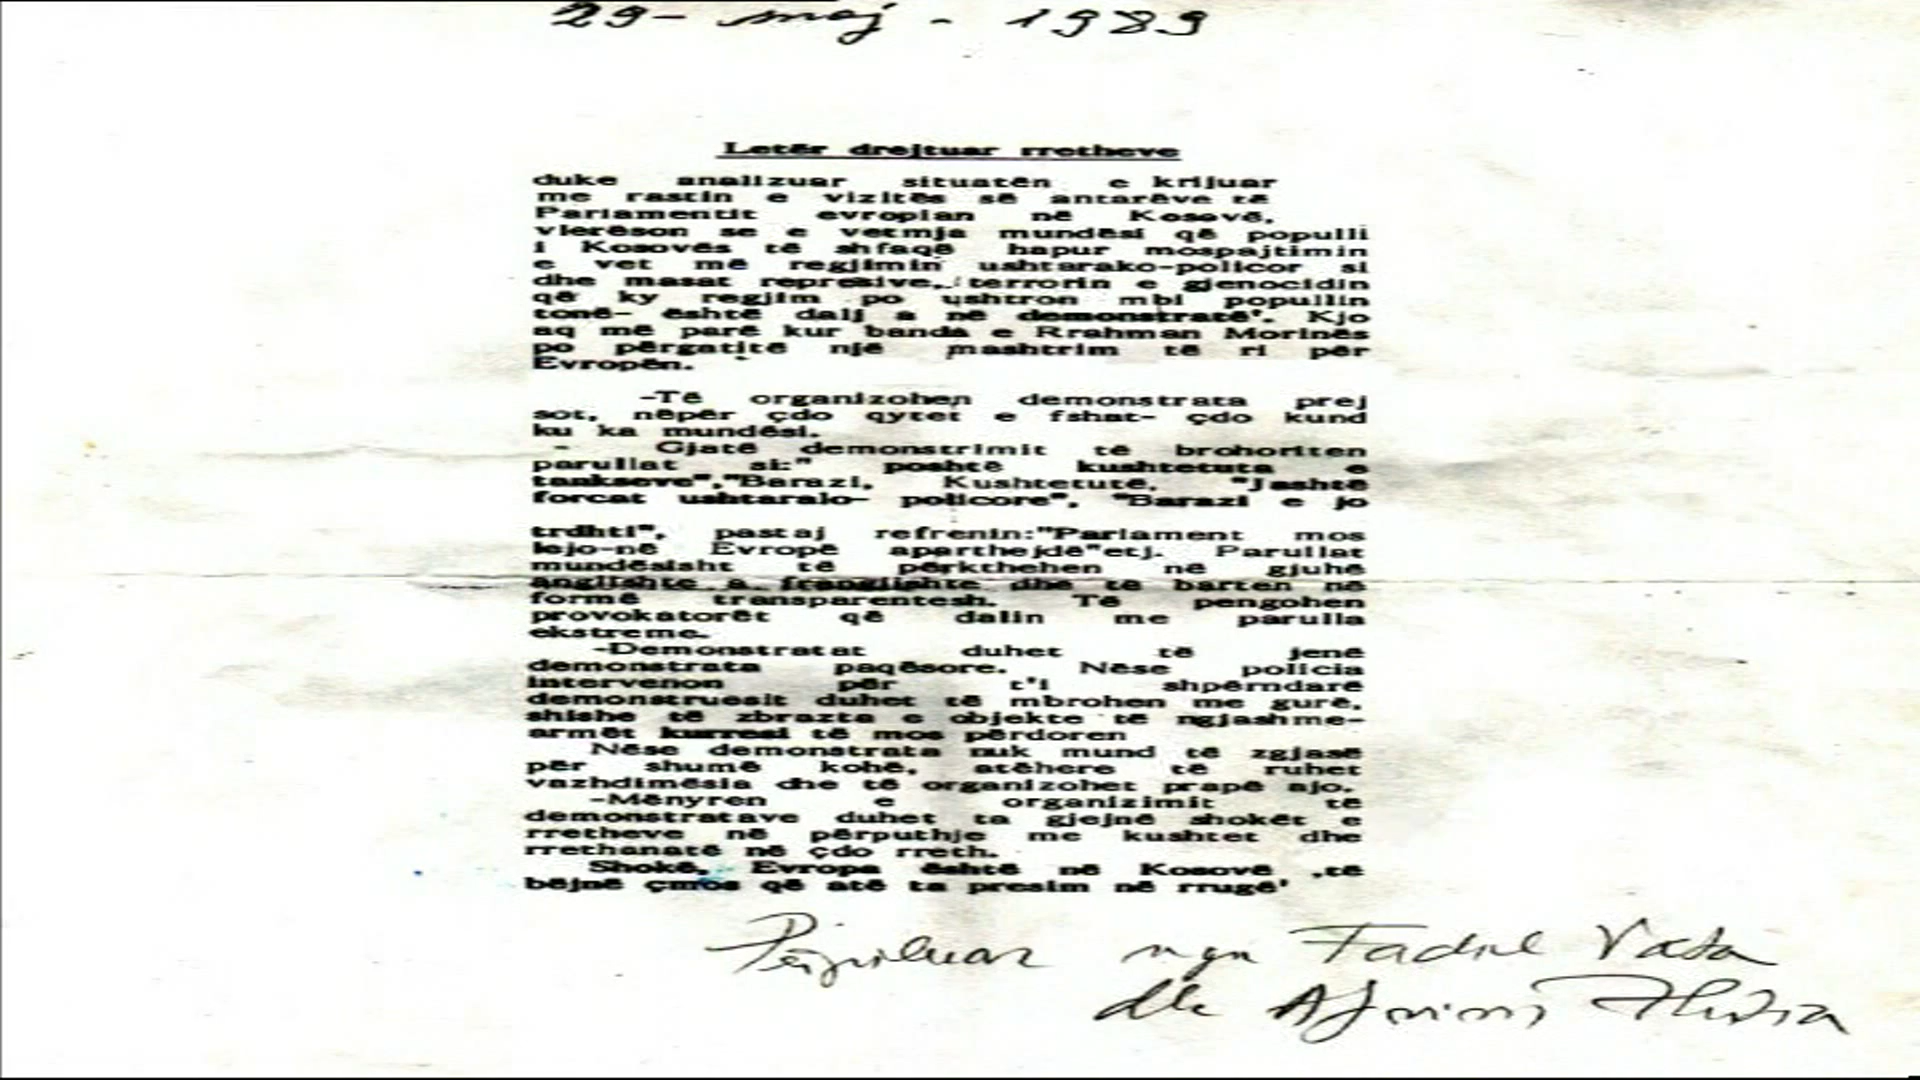 29- maj - 1989
Letër drejtuar rretheve
duke analizuar situatën e krijuar
me rastin e vizitës së antarëve të
Parlamentit evropian në Kosovë,
vlerëson se e vetmja mundësi që populli
i Kosovës të shfaqë hapur mospajtimin
e vet më regjimin ushtarako-policor si
dhe masat represive, terrorin e gjenocidin
që ky regjim po ushtron mbi popullin
tonë- është dalj a në demonstratë'. Kjo
aq më parë kur banda e Rrahman Morinës
po përgatitë një mashtrim të ri për
Evropën.
-Të organizohen demonstrata prej
sot, nëpër çdo qytet e fshat- çdo kund
ku ka mundësi.
- Gjatë demonstrimit të brohoriten
parullat si:" poshtë kushtetuta e
tankseve","Barazi, Kushtetutë, "Jashtë
forcat ushtaralo- policore", "Barazi e jo
trdhti", pastaj refrenin:"Parlament mos
lejo-në Evropë aparthejdë"etj. Parullat
mundësisht të përkthehen në gjuhë
anglishte a frangjishte dhe të barten në
formë transparentesh. Të pengohen
provokatorët që dalin me parulla
ekstreme.
-Demonstratat duhet të jenë
demonstrata paqësore. Nëse policia
intervenon për t'i shpërndarë
demonstruesit duhet të mbrohen me gurë,
shishe të zbrazta e objekte të ngjashme-
armët kurresi të mos përdoren
Nëse demonstrata nuk mund të zgjasë
për shumë kohë, atëhere të ruhet
vazhdimësia dhe të organizohet prapë ajo.
-Mënyren e organizimit të
demonstratave duhet ta gjejnë shokët e
rretheve në përputhje me kushtet dhe
rrethanatë në çdo rreth.
Shokë, Evropa është në Kosovë ,të
bëjnë çmos që atë ta presim në rrugë'
Përpiluar nga Fadil Vata
dhe Afrim